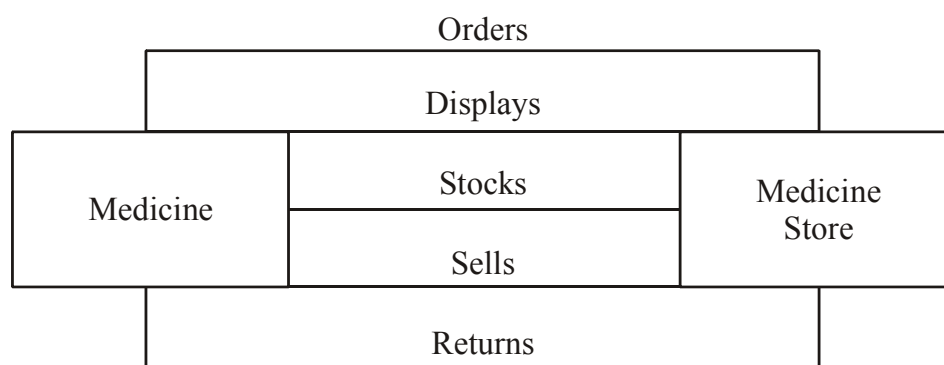 Orders
Displays
Stocks
Medicine
Medicine
Store
Sells
Returns